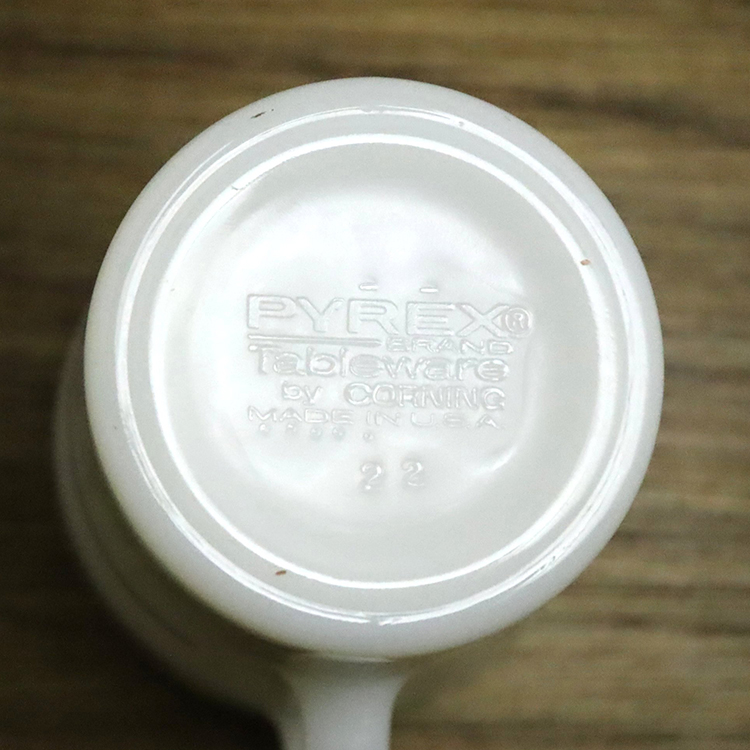 PYREX®
BRAND
Tableware
by CORNING
MADE IN U.S.A.
22